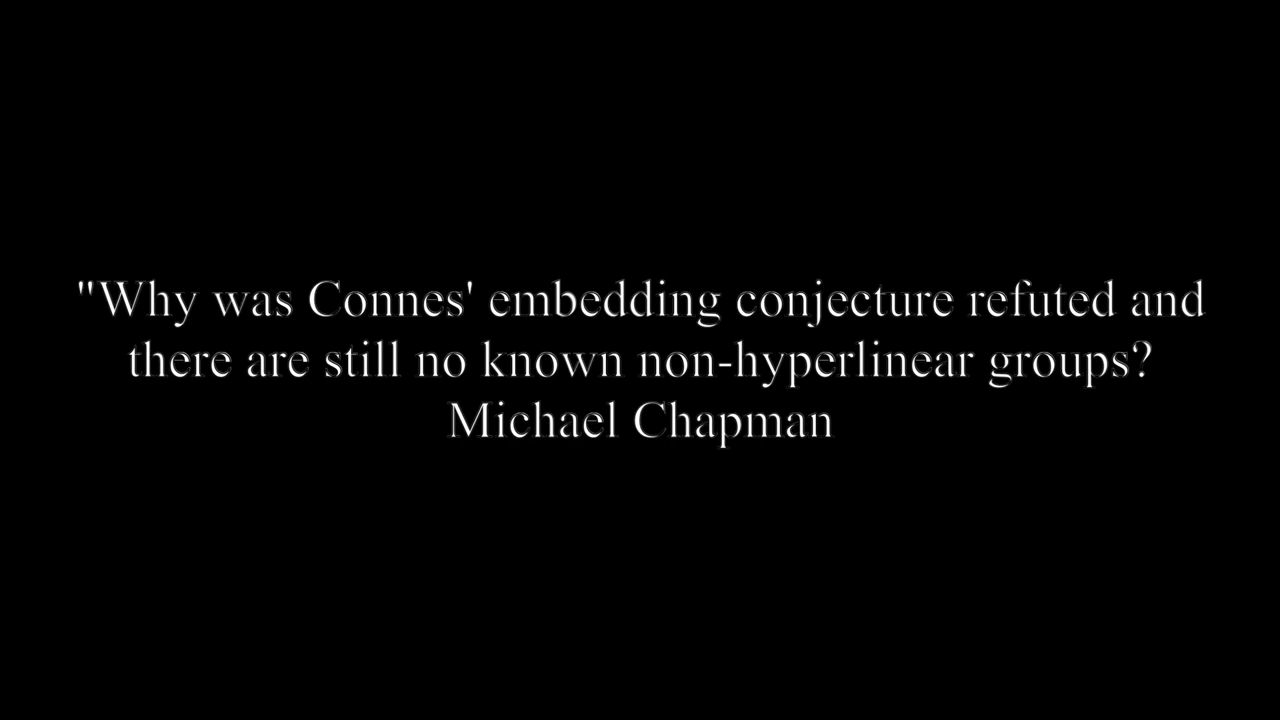 "Why was Connes' embedding conjecture refuted and
there are still no known non-hyperlinear groups?
Michael Chapman